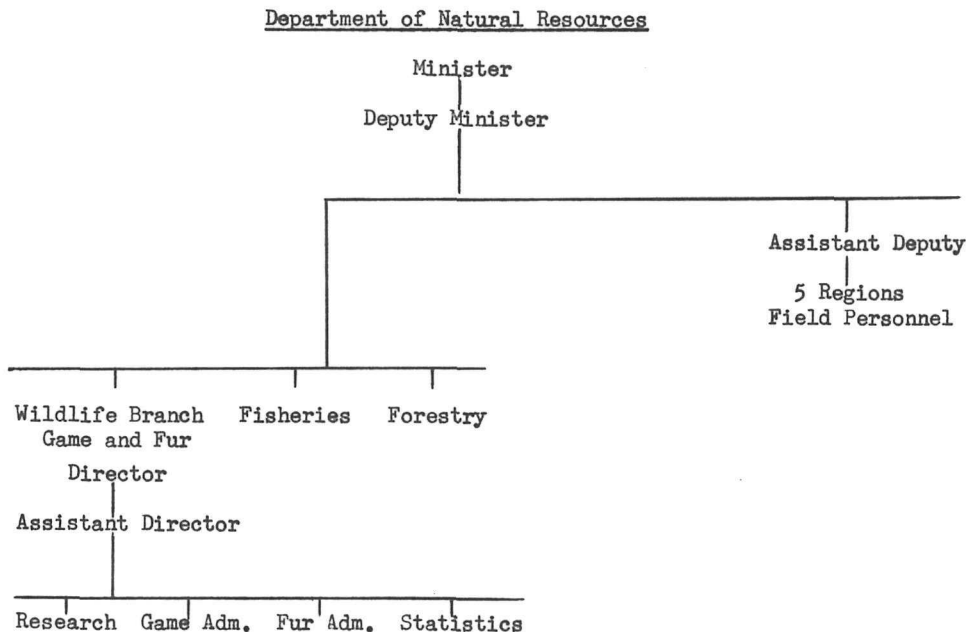 Department of Natural Resources
Minister
Deputy Minister
Assistant Deputy
5 Regions
Field Personnel
Wildlife Branch Fisheries Forestry
Game and Fur
Director
Assistant Director
Research Game Adm. Fur Adm. Statistics